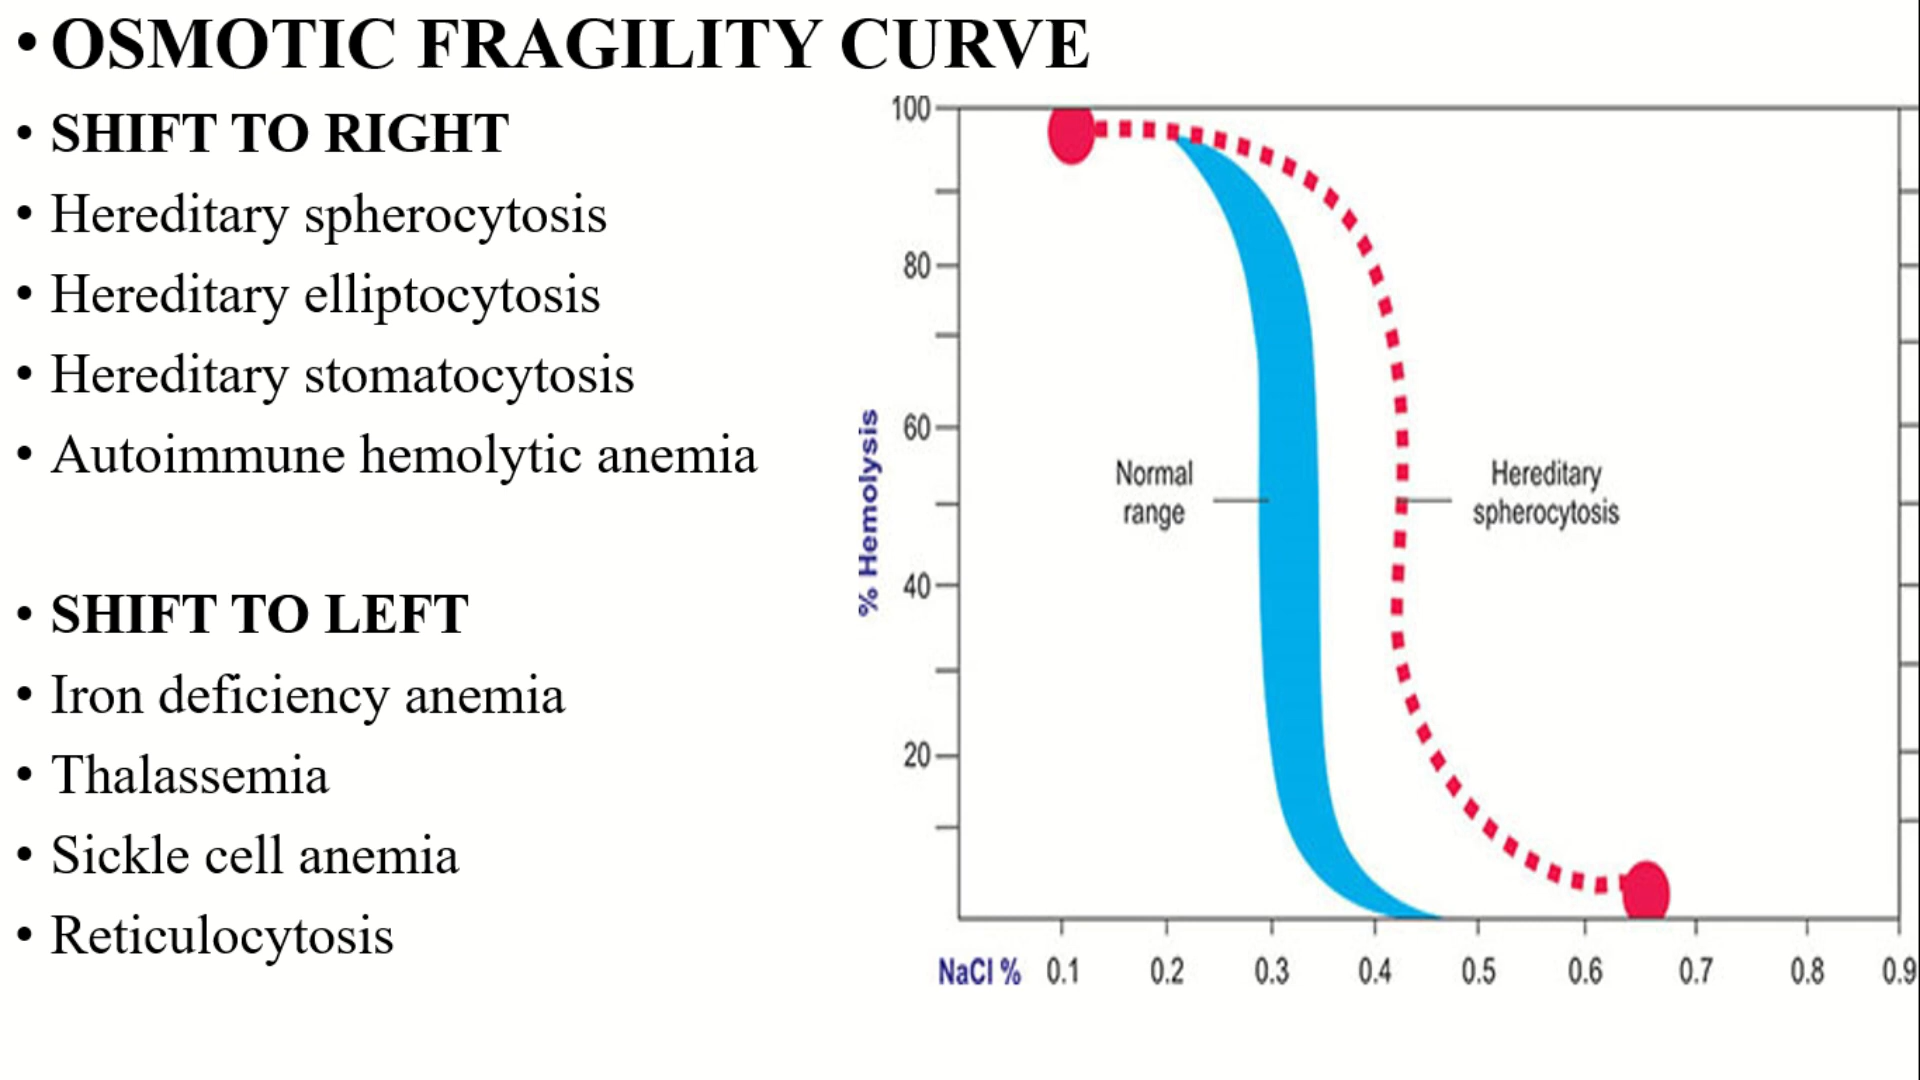 • OSMOTIC FRAGILITY CURVE
• SHIFT TO RIGHT
• Hereditary spherocytosis
• Hereditary elliptocytosis
• Hereditary stomatocytosis
• Autoimmune hemolytic anemia
• SHIFT TO LEFT
• Iron deficiency anemia
• Thalassemia
• Sickle cell anemia
• Reticulocytosis
% Hemolysis
100
80
60
40
20
Normal
range
Hereditary
spherocytosis
NaCl % 0.1 0.2 0.3 0.4 0.5 0.6 0.7 0.8 0.9